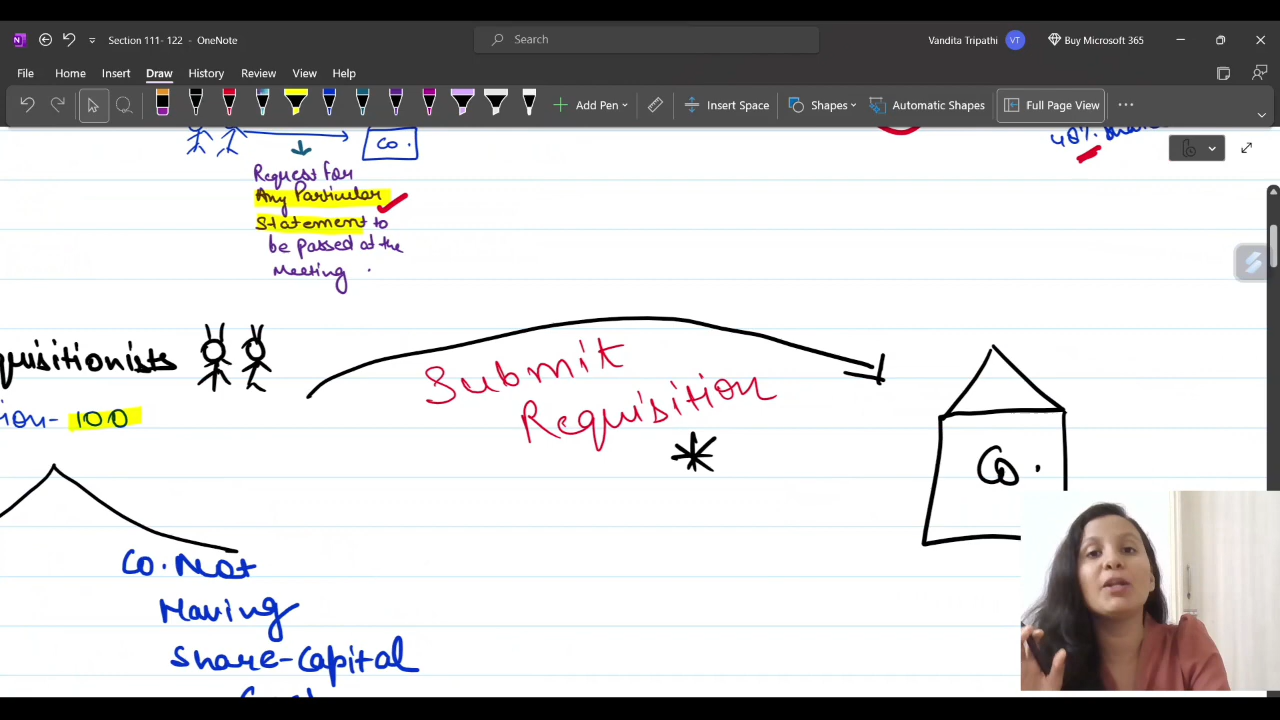 Section 111- 122 - OneNote
Search
Vandita Tripathi
VT
Buy Microsoft 365
File Home Insert Draw History Review View Help
Add Pen
Insert Space
Shapes
Automatic Shapes
Full Page View
Co.
Request for
Any Particular
Statement to
be passed at the
Meeting.
quisitionists
ion- 100
Submit
Requisition
*
Co.
Co. Not
Having
Share-Capital